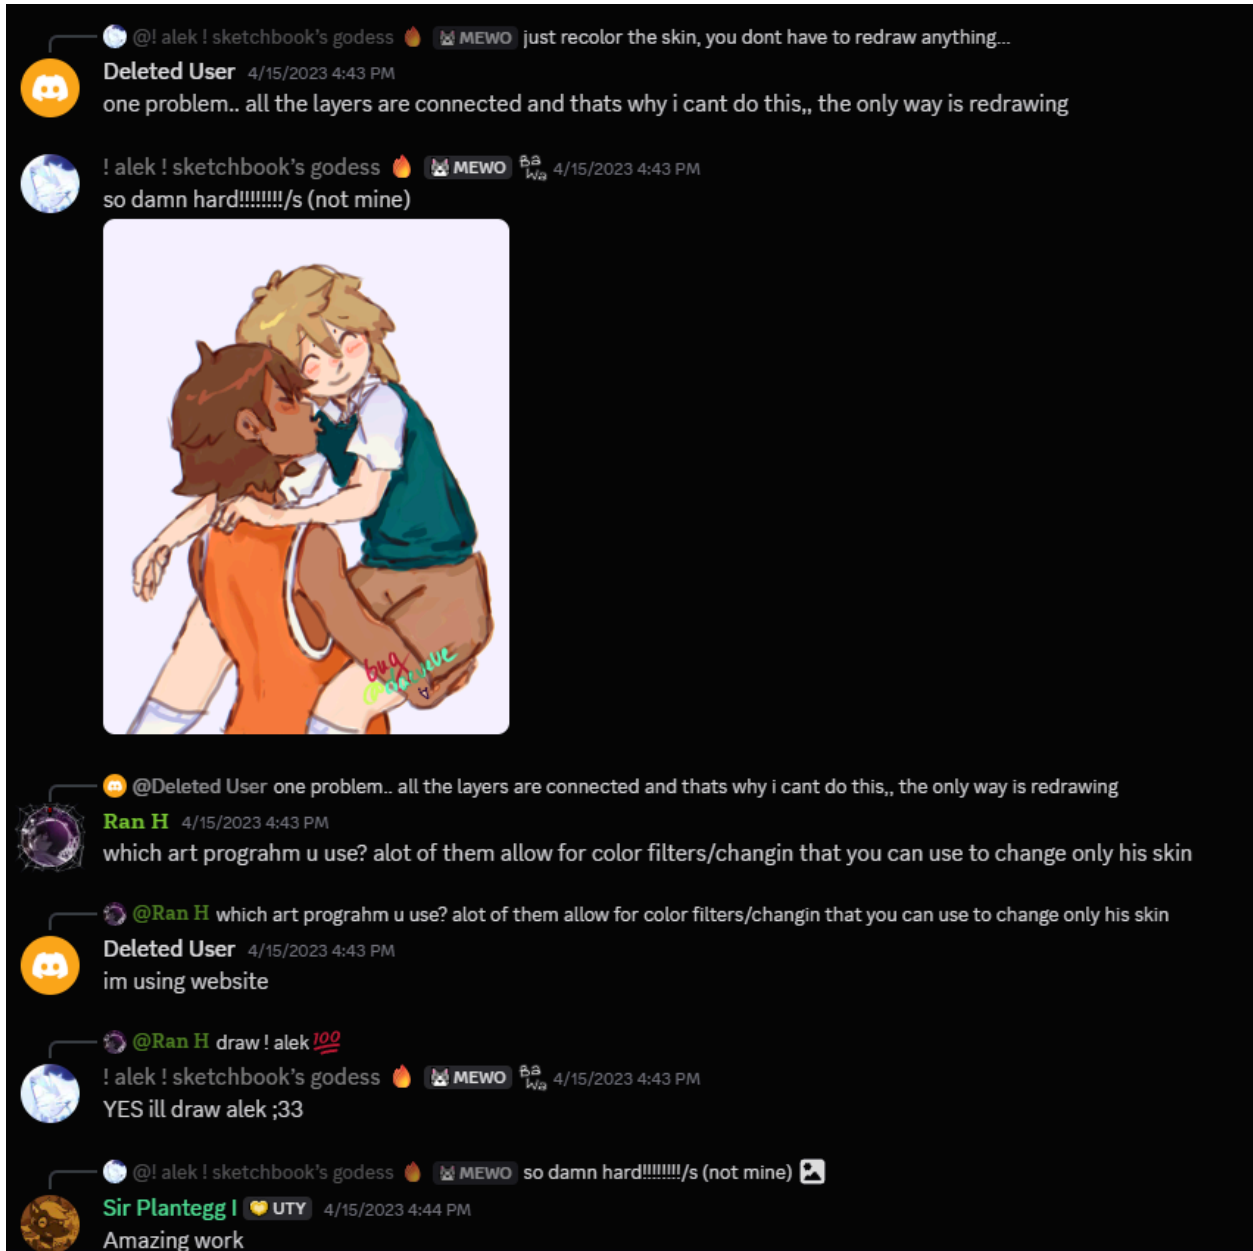 @! alek ! sketchbook's godess 🔥 MEWO just recolor the skin, you dont have to redraw anything...
Deleted User 4/15/2023 4:43 PM
one problem.. all the layers are connected and thats why i cant do this,, the only way is redrawing
! alek ! sketchbook's godess 🔥 MEWO Ba Wa 4/15/2023 4:43 PM
so damn hard!!!!!!!!/s (not mine)
bug
@Deleted User one problem.. all the layers are connected and thats why i cant do this,, the only way is redrawing
Ran H 4/15/2023 4:43 PM
which art prograhm u use? alot of them allow for color filters/changin that you can use to change only his skin
@Ran H which art prograhm u use? alot of them allow for color filters/changin that you can use to change only his skin
Deleted User 4/15/2023 4:43 PM
im using website
@Ran H draw ! alek 💯
! alek ! sketchbook's godess 🔥 MEWO Ba Wa 4/15/2023 4:43 PM
YES ill draw alek ;33
@! alek ! sketchbook's godess 🔥 MEWO so damn hard!!!!!!!!/s (not mine)
Sir Plantegg I 💛 UTY 4/15/2023 4:44 PM
Amazing work